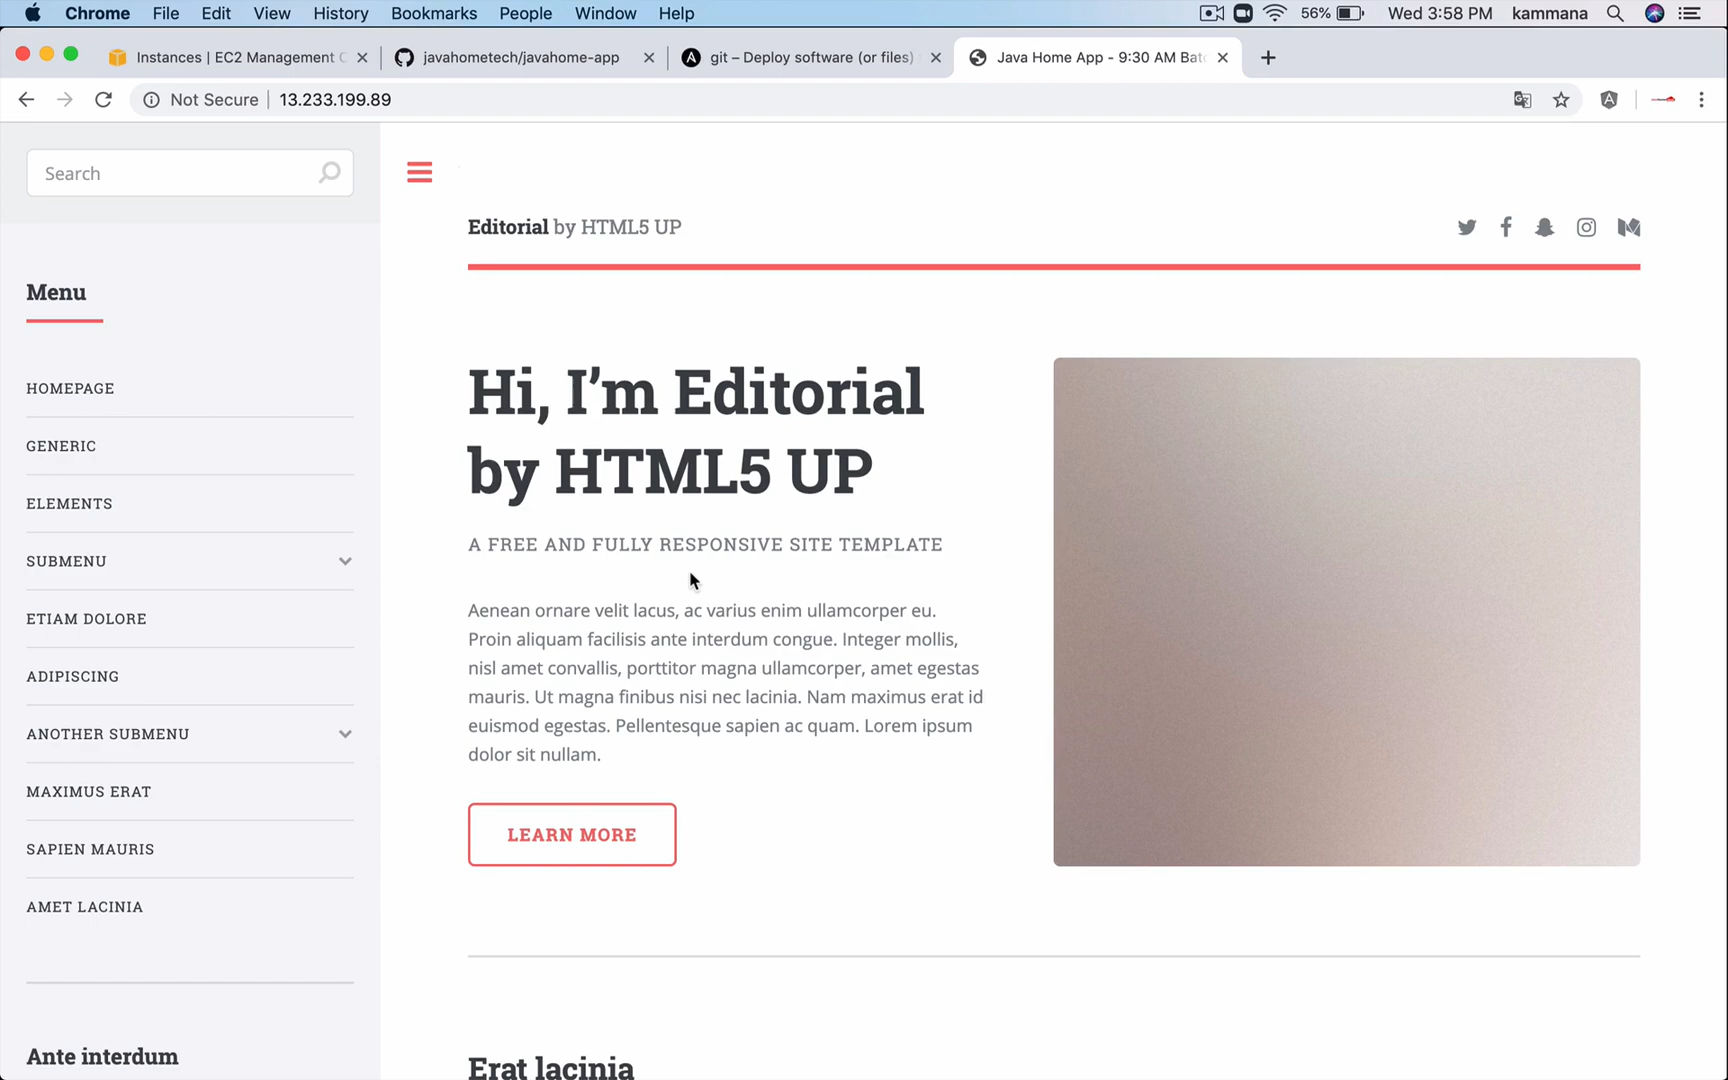 Chrome File Edit View History Bookmarks People Window Help 56% Wed 3:58 PM kammana
Instances | EC2 Management C javahometech/javahome-app git – Deploy software (or files) Java Home App - 9:30 AM Batc
Not Secure 13.233.199.89
Search
Menu
HOMEPAGE
GENERIC
ELEMENTS
SUBMENU
ETIAM DOLORE
ADIPISCING
ANOTHER SUBMENU
MAXIMUS ERAT
SAPIEN MAURIS
AMET LACINIA
Ante interdum
Editorial by HTML5 UP
Hi, I’m Editorial
by HTML5 UP
A FREE AND FULLY RESPONSIVE SITE TEMPLATE
Aenean ornare velit lacus, ac varius enim ullamcorper eu.
Proin aliquam facilisis ante interdum congue. Integer mollis,
nisl amet convallis, porttitor magna ullamcorper, amet egestas
mauris. Ut magna finibus nisi nec lacinia. Nam maximus erat id
euismod egestas. Pellentesque sapien ac quam. Lorem ipsum
dolor sit nullam.
LEARN MORE
Erat lacinia